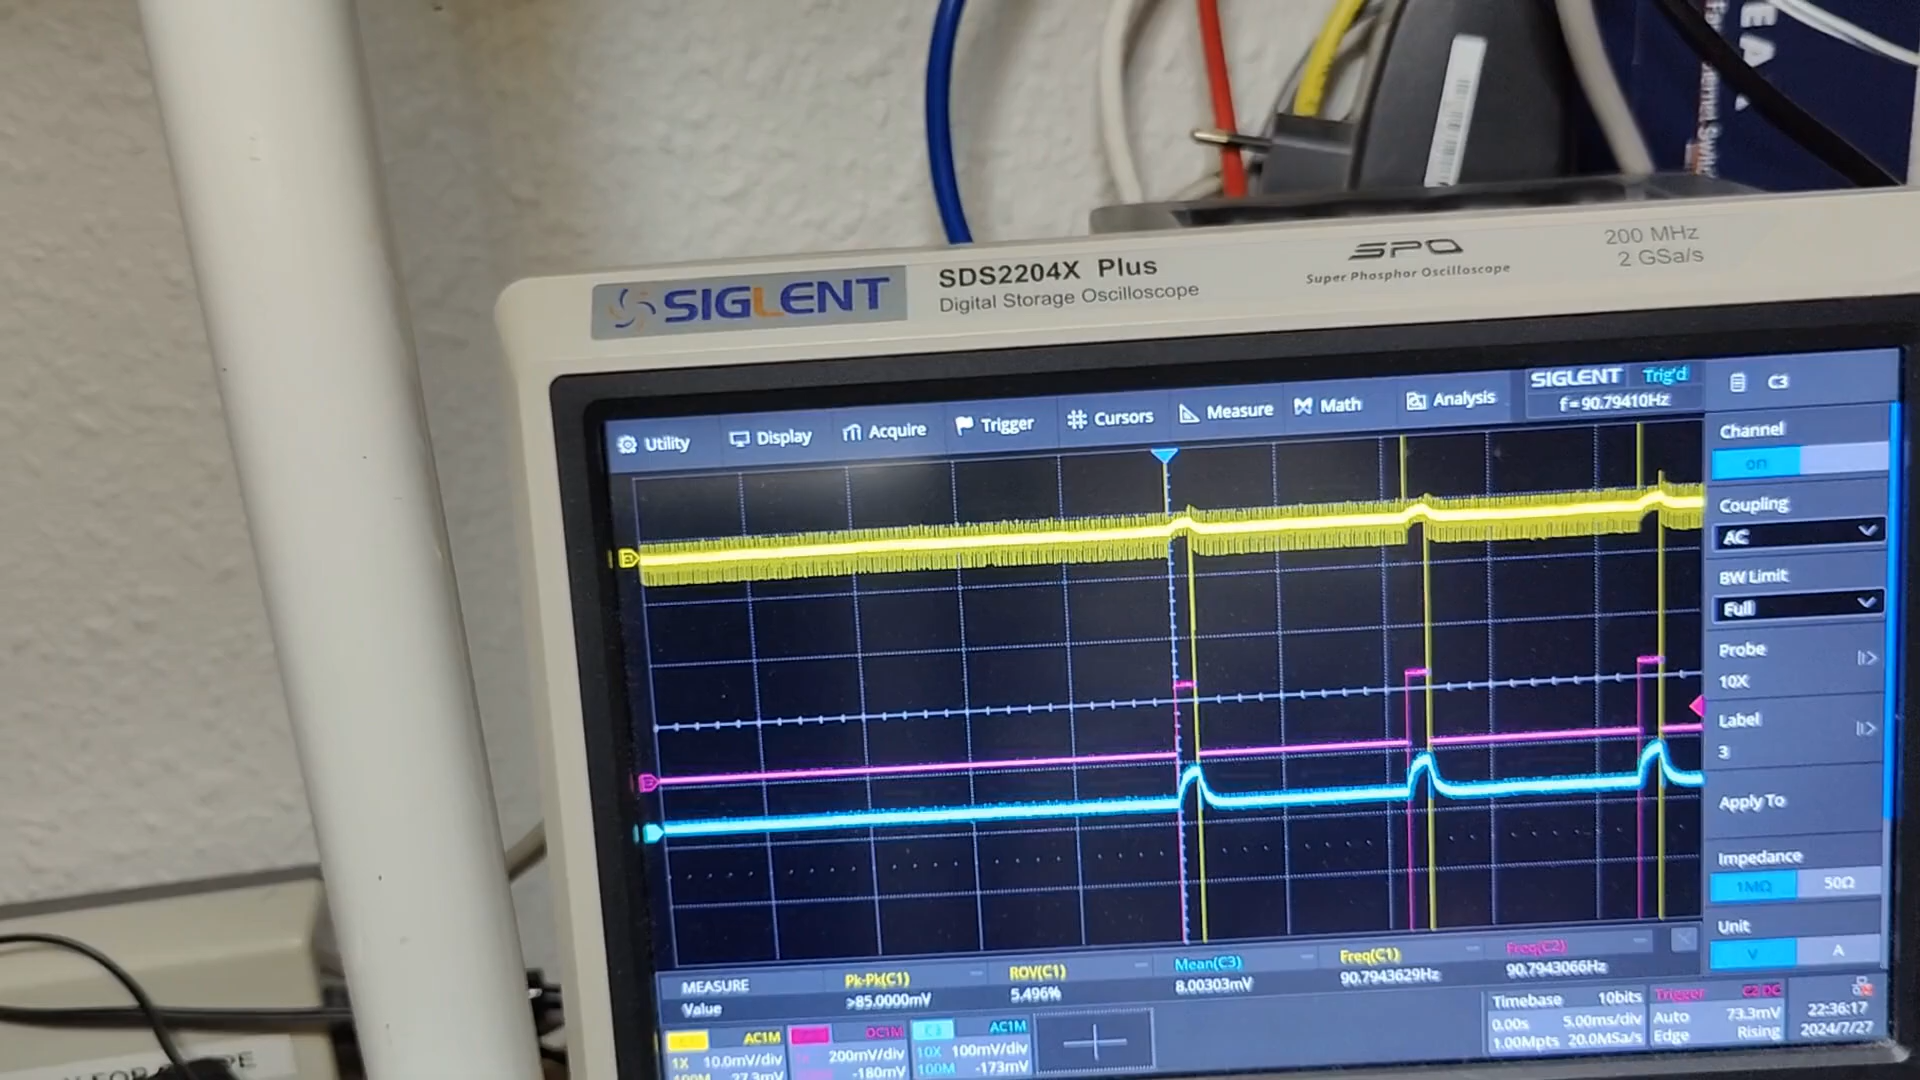 EA
SIGLENT
SDS2204X Plus
Digital Storage Oscilloscope
SPO
Super Phosphor Oscilloscope
200 MHz
2 GSa/s
Utility
Display
Acquire
Trigger
Cursors
Measure
Math
Analysis
SIGLENT
Trig'd
f=90.79410Hz
C3
Channel
on
Coupling
AC
BW Limit
Full
Probe
10X
Label
3
Apply To
Impedance
1MΩ
50Ω
Unit
V
A
MEASURE
Value
Pk-Pk(C1)
>85.0000mV
ROV(C1)
5.496%
Mean(C3)
8.00303mV
Freq(C1)
90.7943629Hz
Freq(C2)
90.7943066Hz
AC1M
1X 10.0mV/div
DC1M
200mV/div
-180mV
AC1M
10X 100mV/div
100M -173mV
Timebase 10bits
0.00s 5.00ms/div
1.00Mpts 20.0MSa/s
Trigger C2 DC
Auto 73.3mV
Edge Rising
22:36:17
2024/7/27